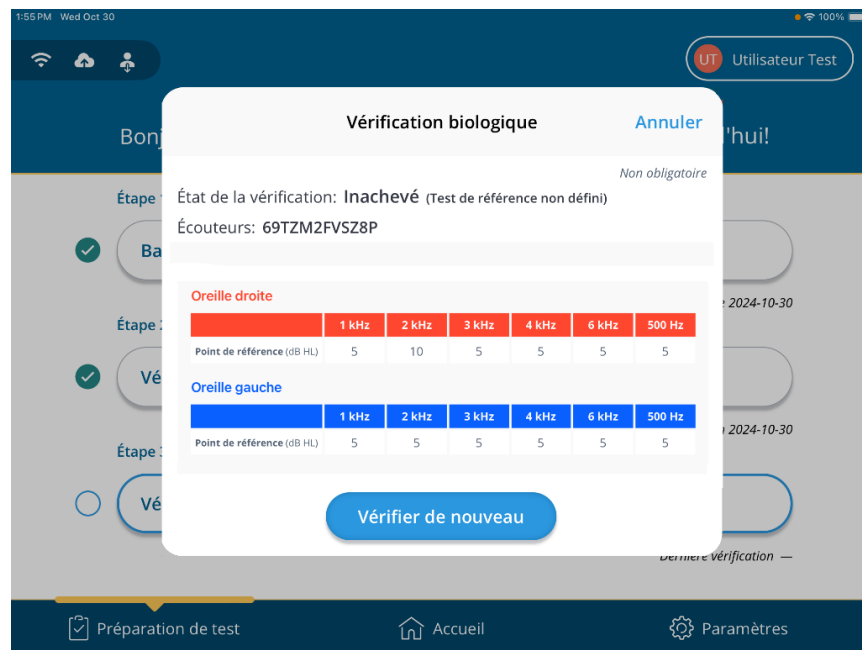 1:55 PM Wed Oct 30
100%
UT Utilisateur Test
Bonj
'hui!
Vérification biologique
Annuler
Non obligatoire
État de la vérification: Inachevé (Test de référence non défini)
Écouteurs: 69TZM2FVSZ8P
Étape 1
Ba
2024-10-30
Oreille droite
1 kHz 2 kHz 3 kHz 4 kHz 6 kHz 500 Hz
Point de référence (dB HL) 5 10 5 5 5 5
Étape 2
Vé
2024-10-30
Oreille gauche
1 kHz 2 kHz 3 kHz 4 kHz 6 kHz 500 Hz
Point de référence (dB HL) 5 5 5 5 5 5
Étape 3
Vé
Vérifier de nouveau
Dernière vérification —
Préparation de test
Accueil
Paramètres